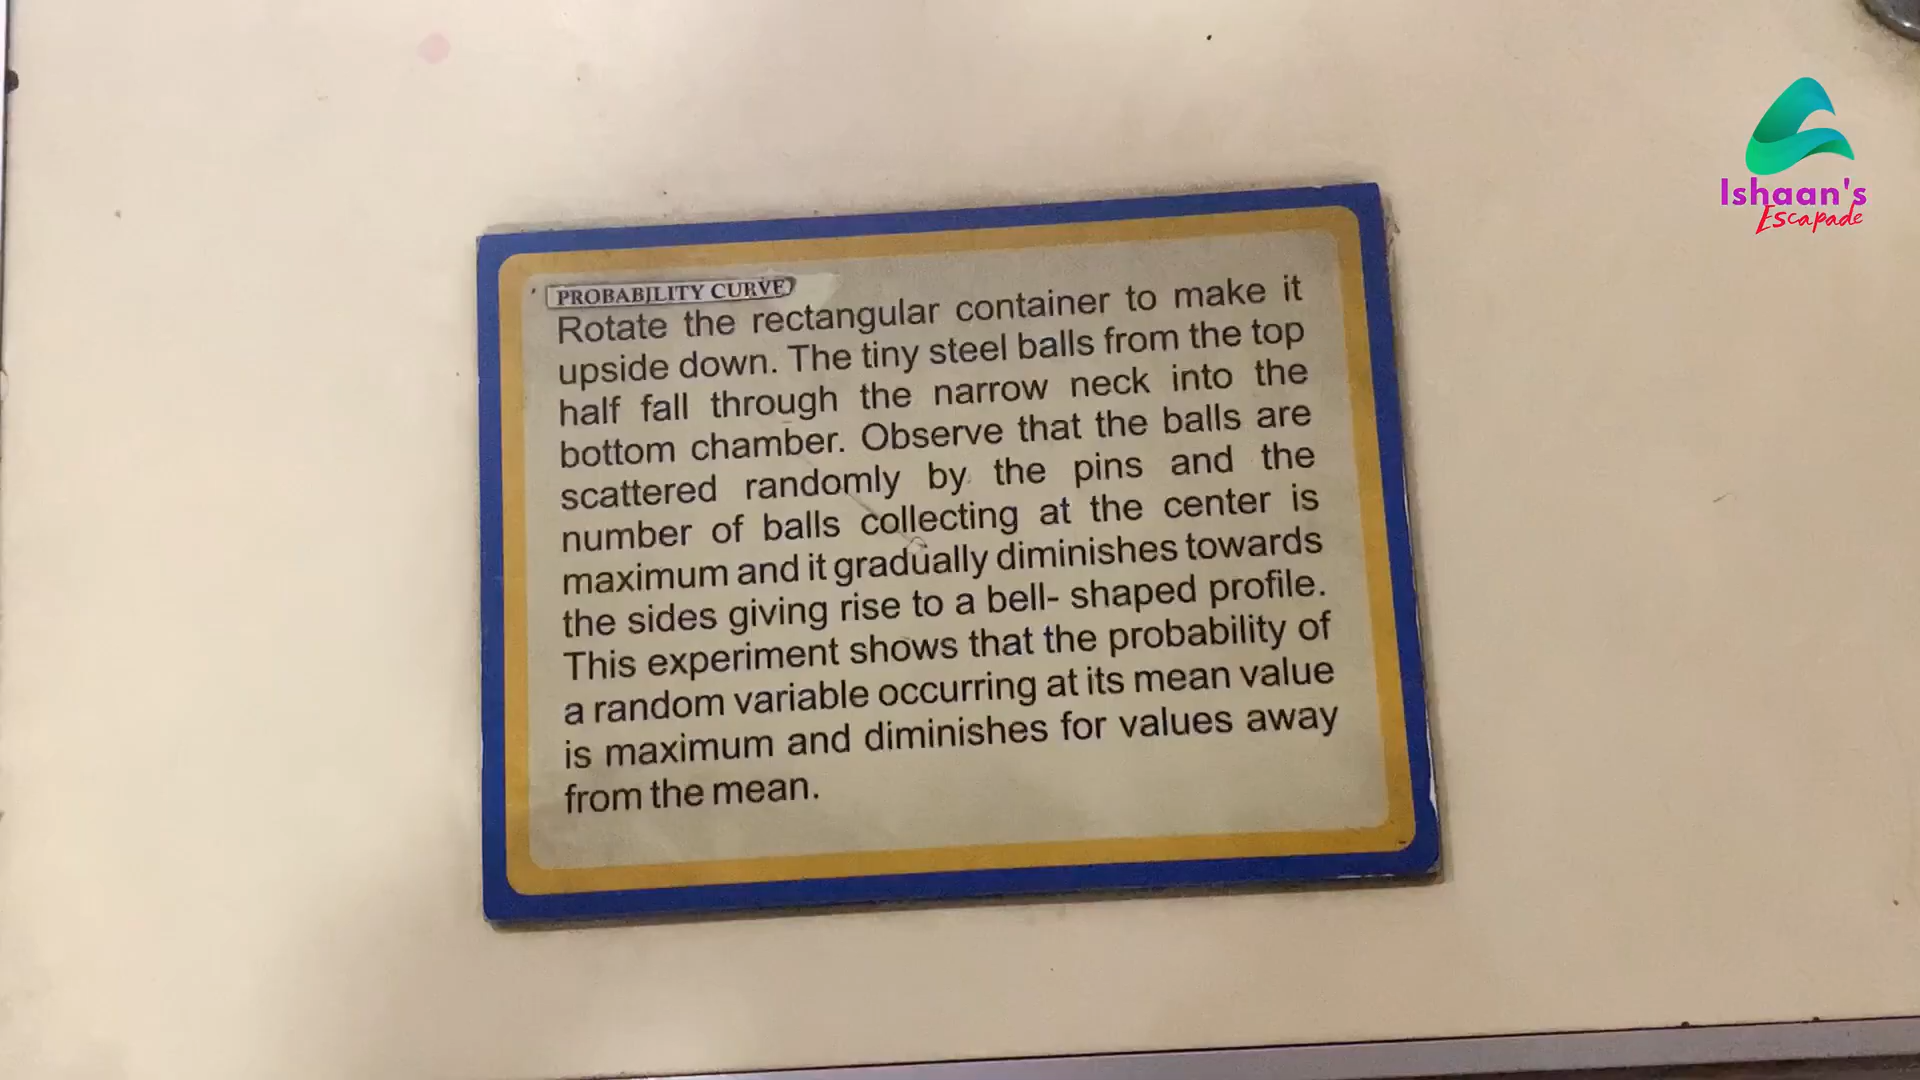 PROBABILITY CURVE
Rotate the rectangular container to make it
upside down. The tiny steel balls from the top
half fall through the narrow neck into the
bottom chamber. Observe that the balls are
scattered randomly by the pins and the
number of balls collecting at the center is
maximum and it gradually diminishes towards
the sides giving rise to a bell- shaped profile.
This experiment shows that the probability of
a random variable occurring at its mean value
is maximum and diminishes for values away
from the mean.
Ishaan's
Escapade